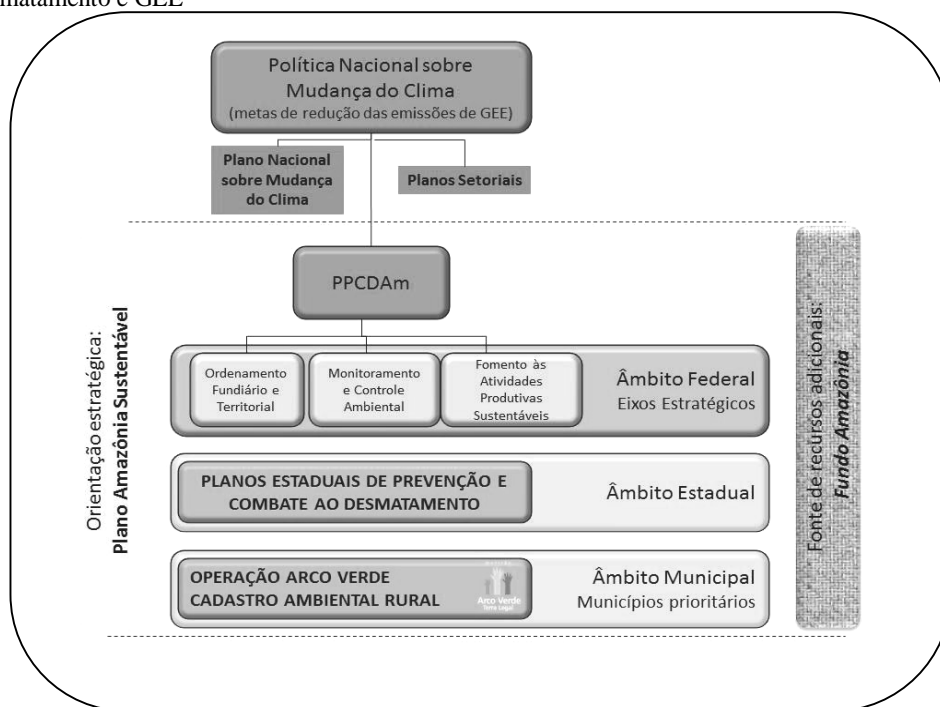 matamento e GEE
Política Nacional sobre
Mudança do Clima
(metas de redução das emissões de GEE)
Plano Nacional
sobre Mudança
do Clima
Planos Setoriais
PPCDAm
Orientação estratégica:
Plano Amazônia Sustentável
Ordenamento
Fundiário e
Territorial
Monitoramento
e Controle
Ambiental
Fomento às
Atividades
Produtivas
Sustentáveis
Âmbito Federal
Eixos Estratégicos
PLANOS ESTADUAIS DE PREVENÇÃO E
COMBATE AO DESMATAMENTO
Âmbito Estadual
OPERAÇÃO ARCO VERDE
CADASTRO AMBIENTAL RURAL
Arco Verde
Terra Legal
Âmbito Municipal
Municípios prioritários
Fonte de recursos adicionais:
Fundo Amazônia